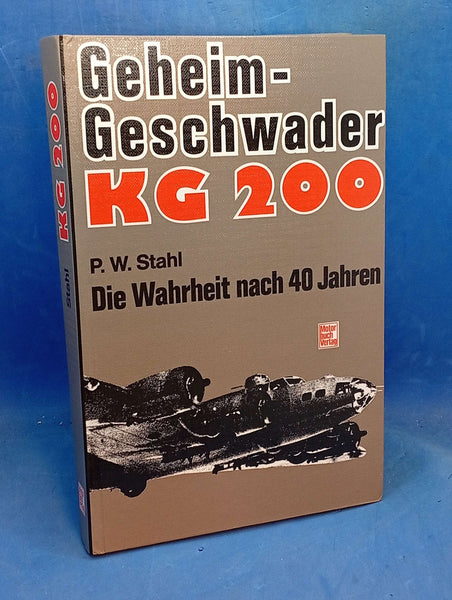 Geheim-
Geschwader
KG 200
P. W. Stahl
Die Wahrheit nach 40 Jahren
Motor
buch
Verlag
KG 200
Stahl